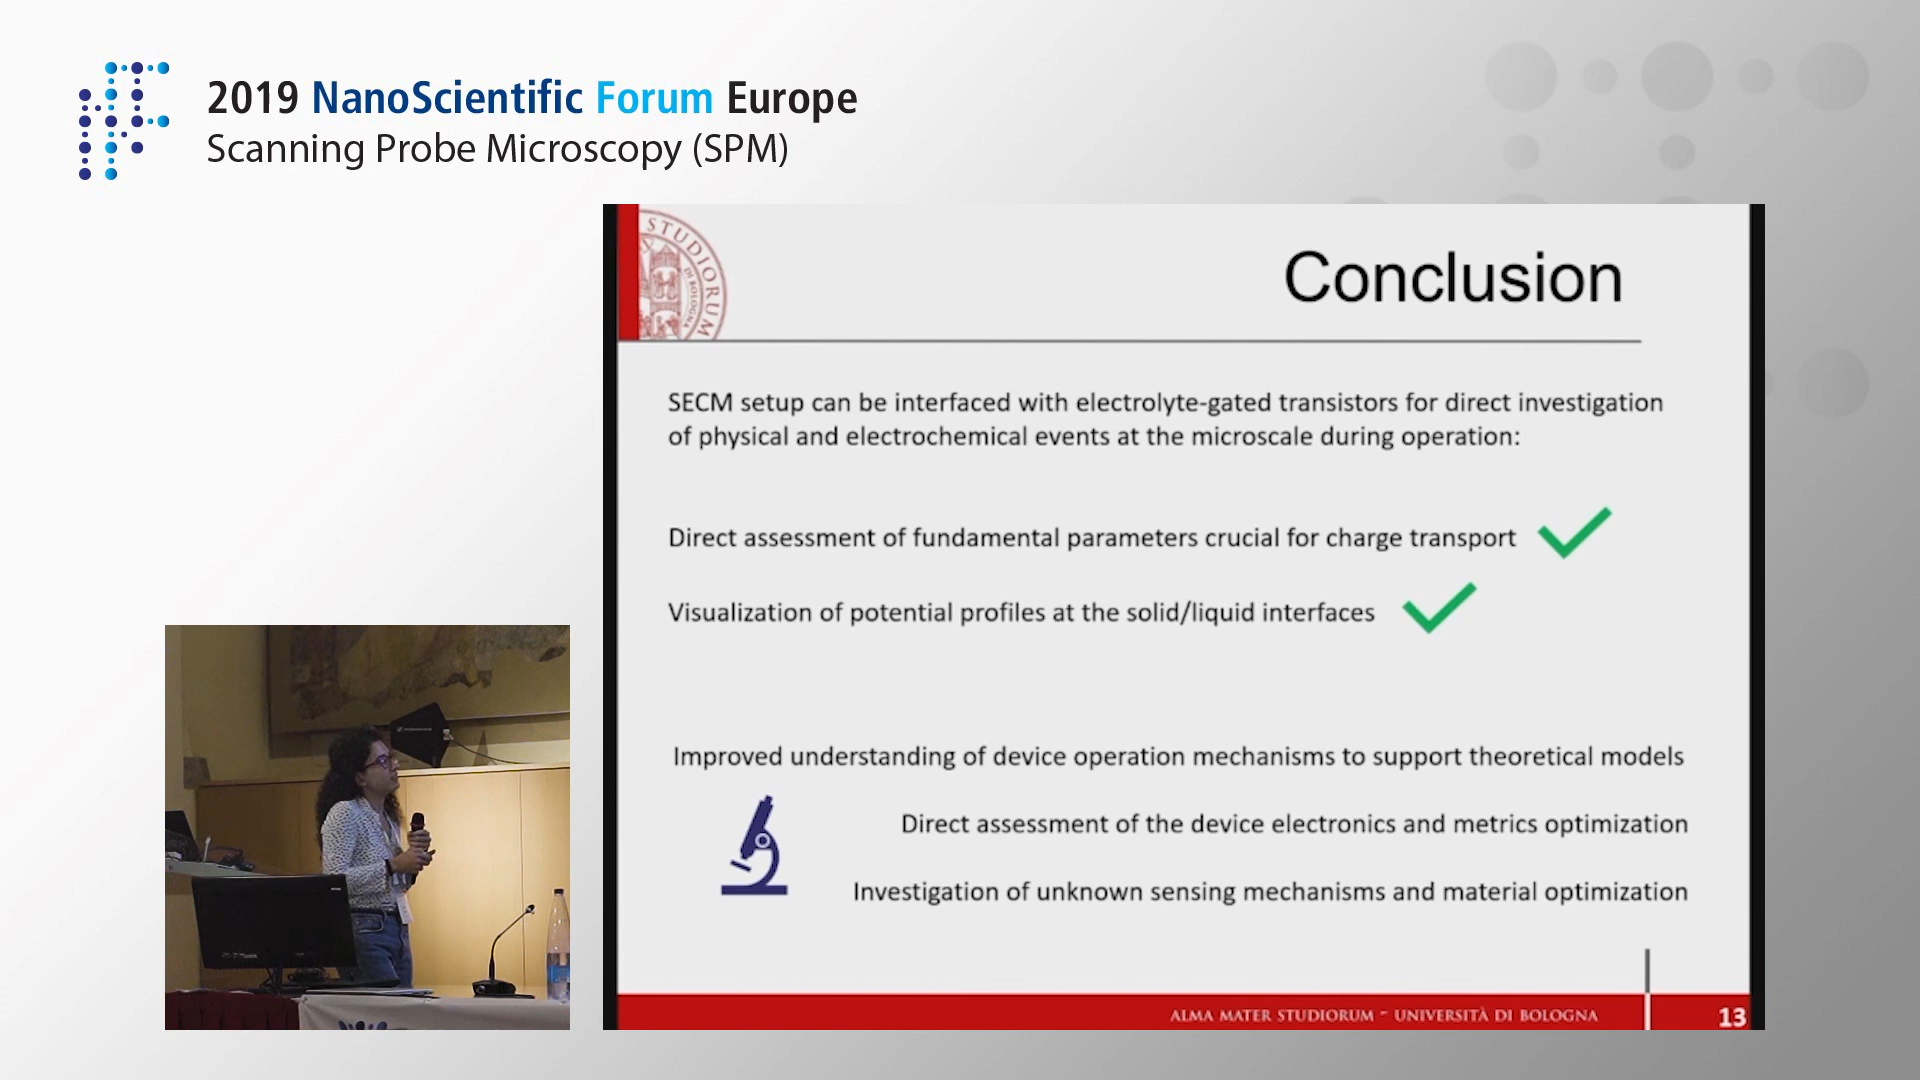 2019 NanoScientific Forum Europe
Scanning Probe Microscopy (SPM)
STUDIORUM
DI BOLOGNA
Conclusion
SECM setup can be interfaced with electrolyte-gated transistors for direct investigation
of physical and electrochemical events at the microscale during operation:
Direct assessment of fundamental parameters crucial for charge transport
Visualization of potential profiles at the solid/liquid interfaces
Improved understanding of device operation mechanisms to support theoretical models
Direct assessment of the device electronics and metrics optimization
Investigation of unknown sensing mechanisms and material optimization
ALMA MATER STUDIORUM - UNIVERSITÀ DI BOLOGNA
13